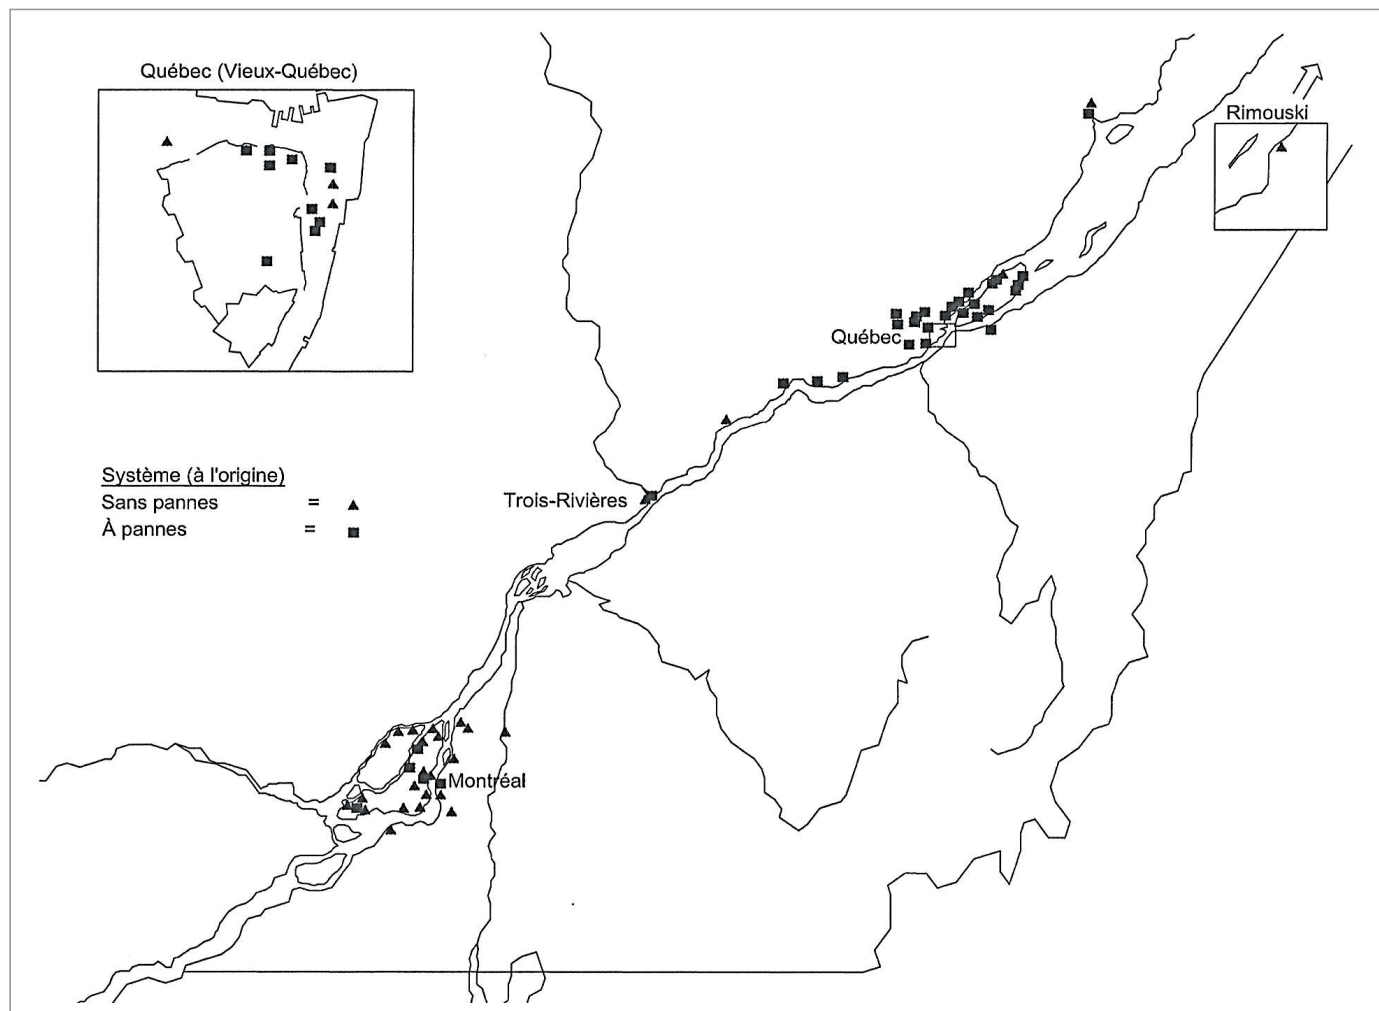 Québec (Vieux-Québec)
Rimouski
Québec
Système (à l'origine)
Sans pannes =
À pannes =
Trois-Rivières
Montréal